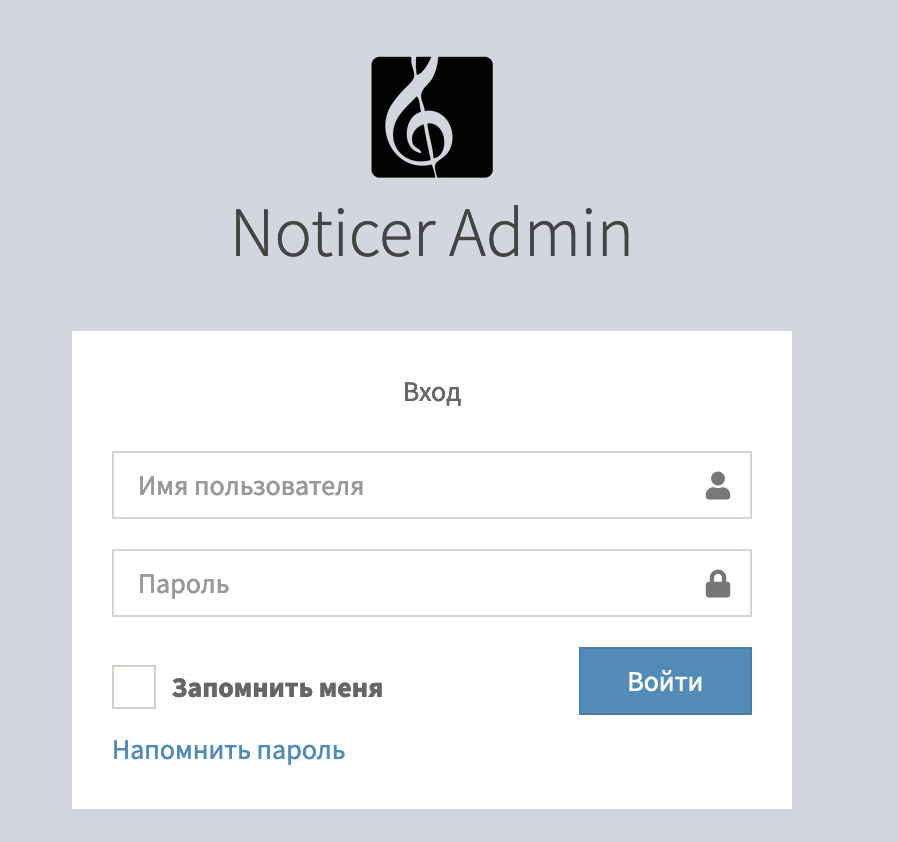 Noticer Admin
Вход
Имя пользователя
Пароль
Запомнить меня
Войти
Напомнить пароль